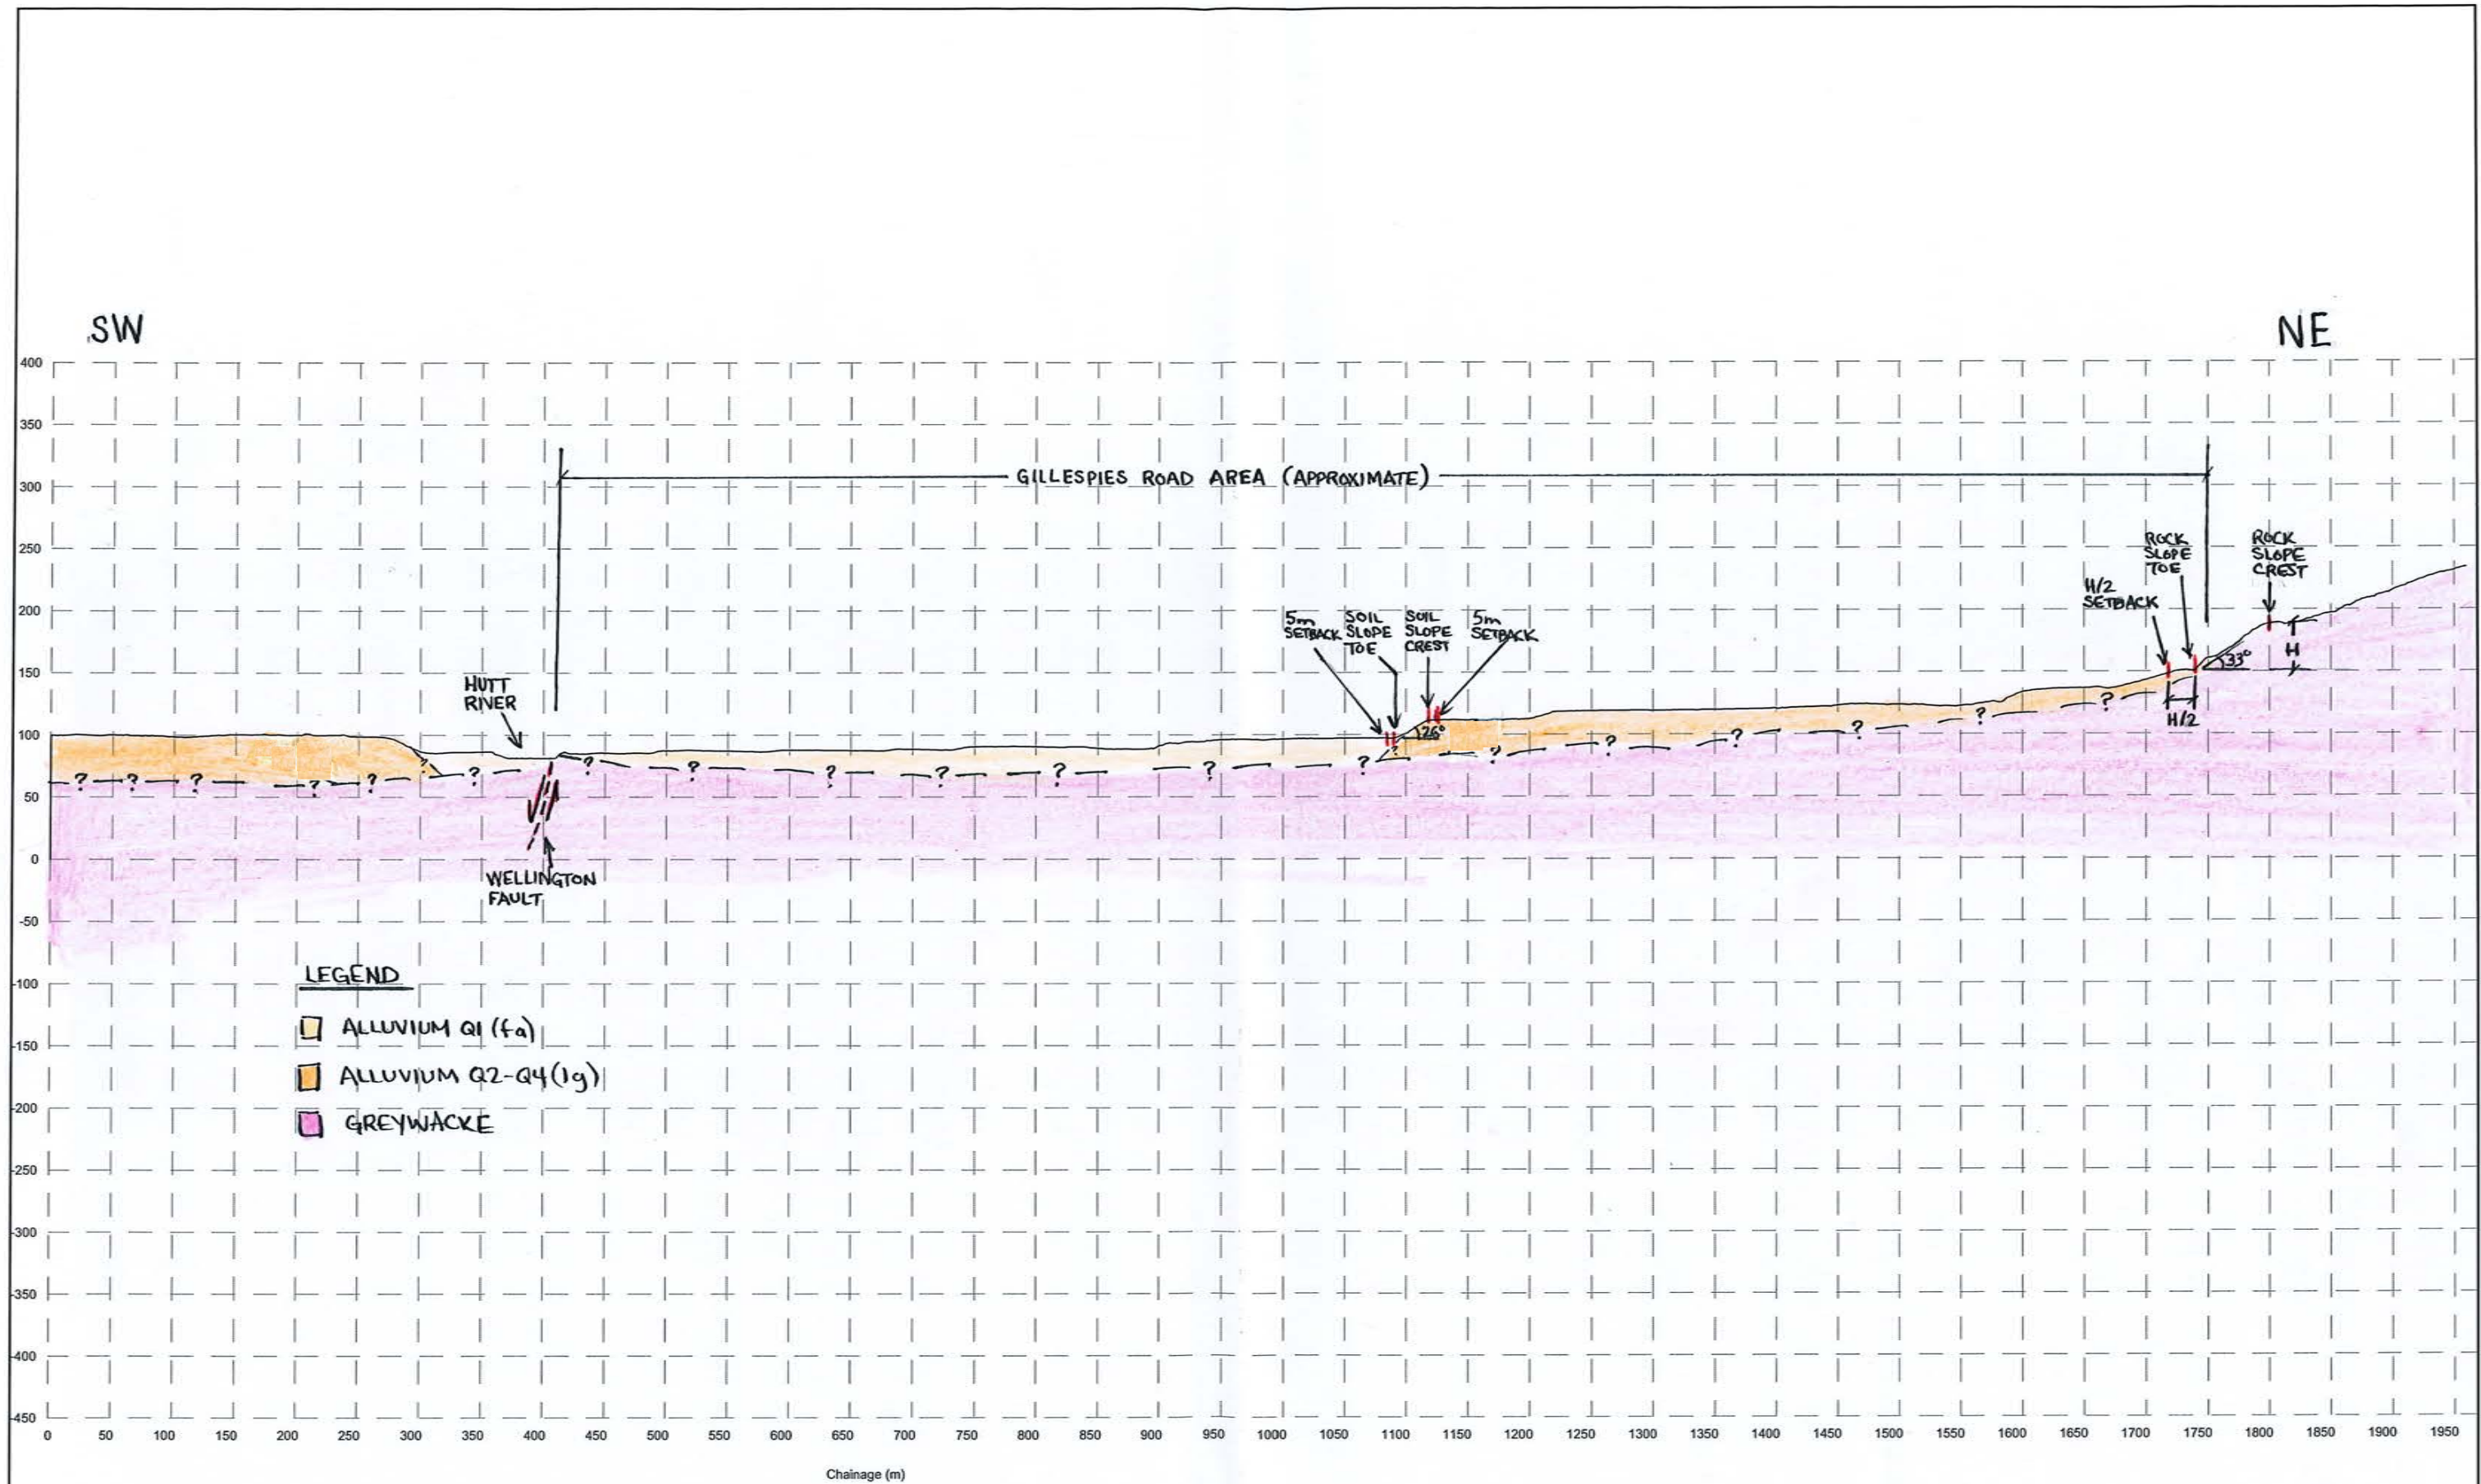 SW
NE
400
350
300
250
200
150
100
50
0
-50
-100
-150
-200
-250
-300
-350
-400
-450
GILLESPIES ROAD AREA (APPROXIMATE)
HUTT
RIVER
WELLINGTON
FAULT
5m
SETBACK
SOIL
SLOPE
TOE
SOIL
SLOPE
CREST
5m
SETBACK
26°
H/2
SETBACK
ROCK
SLOPE
TOE
ROCK
SLOPE
CREST
33°
H
H/2
? ? ? ? ? ? ? ? ? ? ? ? ? ? ? ? ? ? ? ? ?
LEGEND
ALLUVIUM Q1 (fa)
ALLUVIUM Q2-Q4 (lg)
GREYWACKE
0 50 100 150 200 250 300 350 400 450 500 550 600 650 700 750 800 850 900 950 1000 1050 1100 1150 1200 1250 1300 1350 1400 1450 1500 1550 1600 1650 1700 1750 1800 1850 1900 1950
Chainage (m)